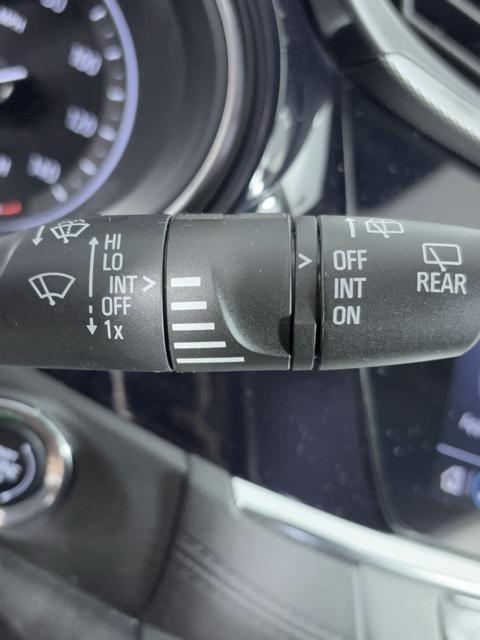 HI
LO
INT >
OFF
1x
>
OFF
INT
ON
REAR